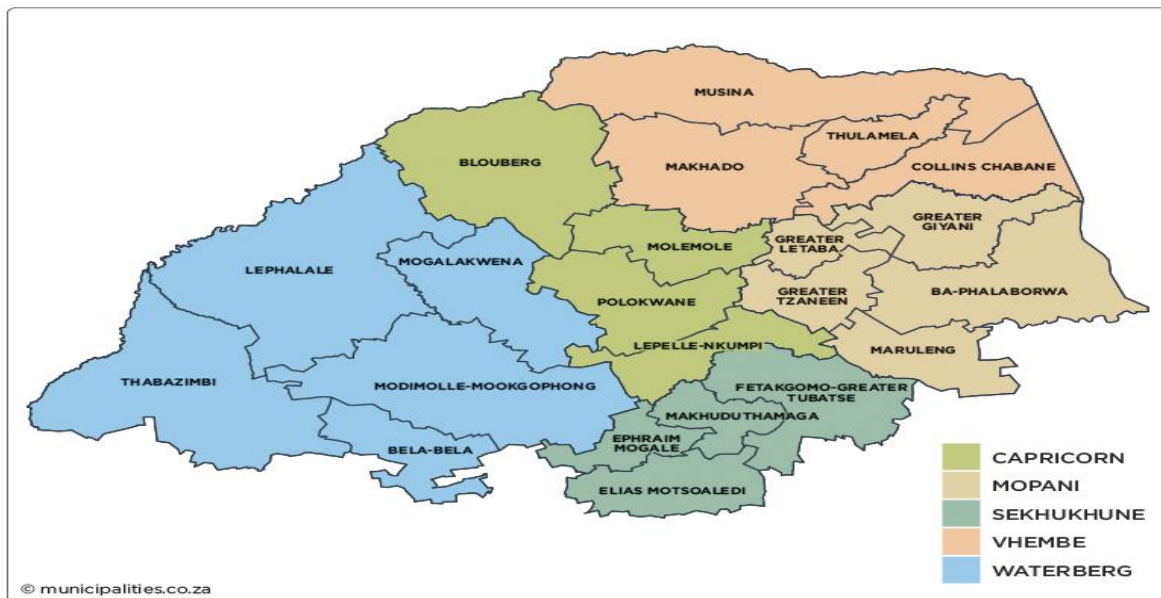 MUSINA
THULAMELA
BLOUBERG
MAKHADO
COLLINS CHABANE
GREATER
GIYANI
MOLEMOLE
GREATER
LETABA
LEPHALALE
MOGALAKWENA
POLOKWANE
GREATER
TZANEEN
BA-PHALABORWA
LEPELLE-NKUMPI
MARULENG
THABAZIMBI
MODIMOLLE-MOOKGOPHONG
FETAKGOMO-GREATER
TUBATSE
MAKHUDUTHAMAGA
EPHRAIM
MOGALE
BELA-BELA
ELIAS MOTSOALEDI
CAPRICORN
MOPANI
SEKHUKHUNE
VHEMBE
WATERBERG
© municipalities.co.za